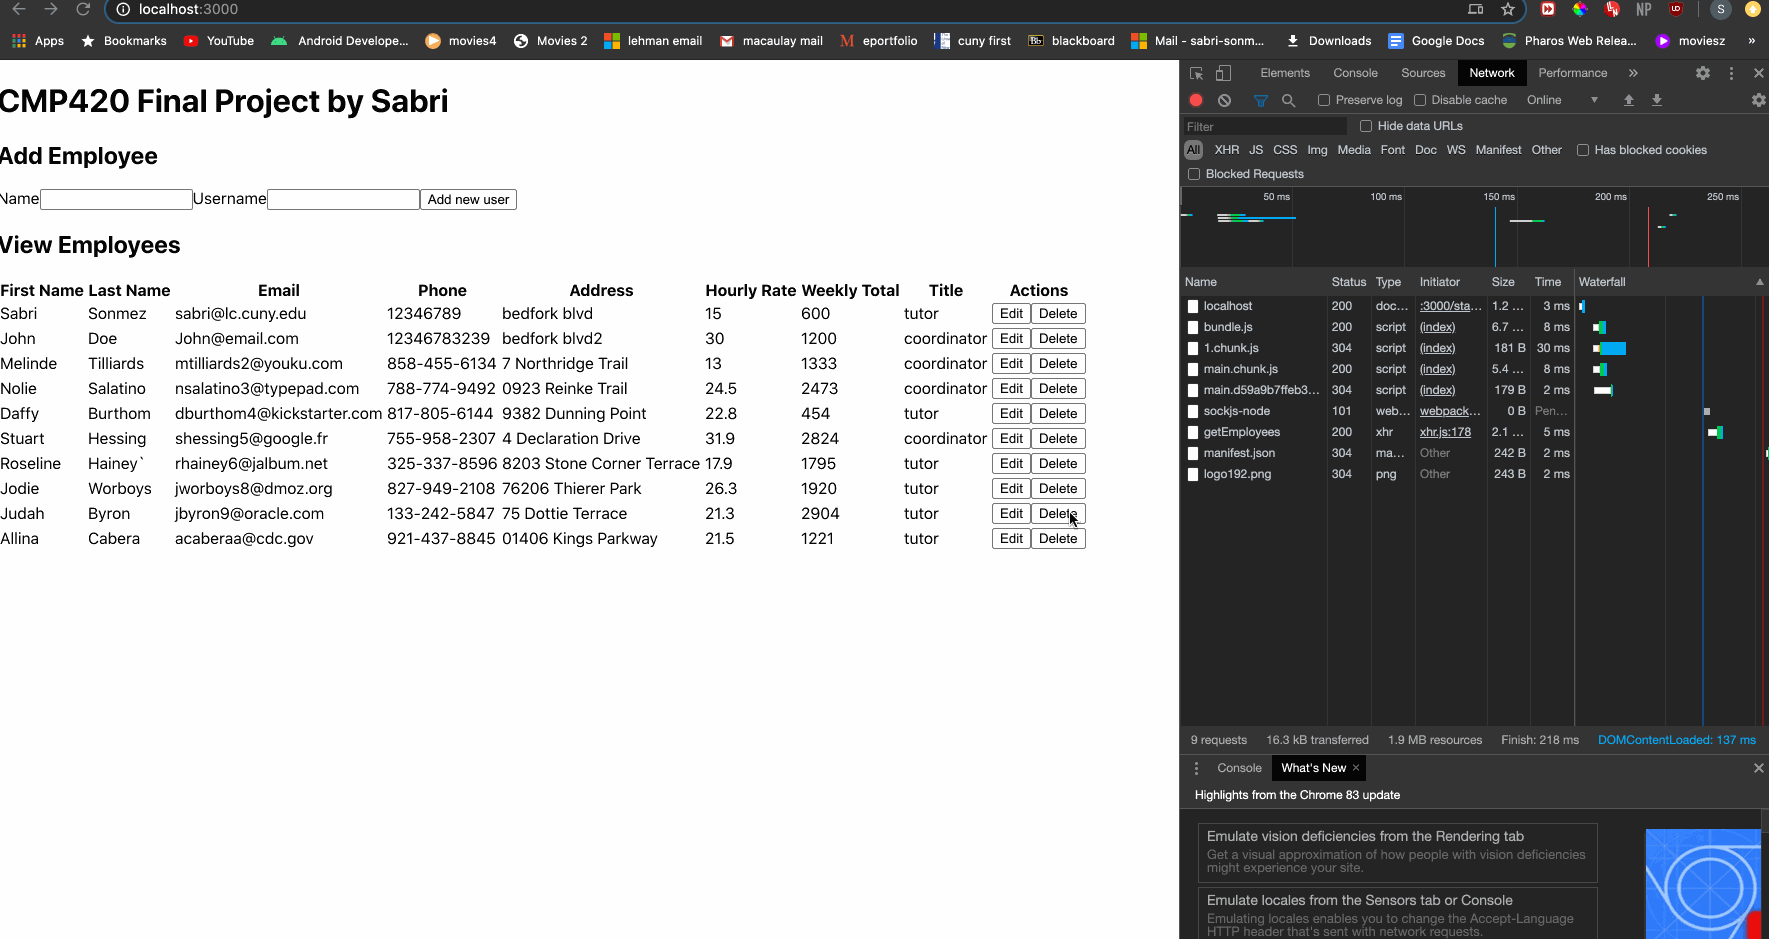 localhost:3000
S
Apps Bookmarks YouTube Android Develope... movies4 Movies 2 lehman email macaulay mail eportfolio cuny first blackboard Mail - sabri-sonm... Downloads Google Docs Pharos Web Relea... moviesz »
CMP420 Final Project by Sabri
Add Employee
Name Username Add new user
View Employees
First Name Last Name Email Phone Address Hourly Rate Weekly Total Title Actions
Sabri Sonmez sabri@lc.cuny.edu 12346789 bedfork blvd 15 600 tutor Edit Delete
John Doe John@email.com 12346783239 bedfork blvd2 30 1200 coordinator Edit Delete
Melinde Tilliards mtilliards2@youku.com 858-455-6134 7 Northridge Trail 13 1333 coordinator Edit Delete
Nolie Salatino nsalatino3@typepad.com 788-774-9492 0923 Reinke Trail 24.5 2473 coordinator Edit Delete
Daffy Burthom dburthom4@kickstarter.com 817-805-6144 9382 Dunning Point 22.8 454 tutor Edit Delete
Stuart Hessing shessing5@google.fr 755-958-2307 4 Declaration Drive 31.9 2824 coordinator Edit Delete
Roseline Hainey` rhainey6@jalbum.net 325-337-8596 8203 Stone Corner Terrace 17.9 1795 tutor Edit Delete
Jodie Worboys jworboys8@dmoz.org 827-949-2108 76206 Thierer Park 26.3 1920 tutor Edit Delete
Judah Byron jbyron9@oracle.com 133-242-5847 75 Dottie Terrace 21.3 2904 tutor Edit Delete
Allina Cabera acaberaa@cdc.gov 921-437-8845 01406 Kings Parkway 21.5 1221 tutor Edit Delete
Elements Console Sources Network Performance »
Preserve log Disable cache Online
Filter Hide data URLs
All XHR JS CSS Img Media Font Doc WS Manifest Other Has blocked cookies
Blocked Requests
50 ms 100 ms 150 ms 200 ms 250 ms
Name Status Type Initiator Size Time Waterfall
localhost 200 doc... :3000/sta... 1.2 ... 3 ms
bundle.js 200 script (index) 6.7 ... 8 ms
1.chunk.js 304 script (index) 181 B 30 ms
main.chunk.js 200 script (index) 5.4 ... 8 ms
main.d59a9b7ffeb3... 304 script (index) 179 B 2 ms
sockjs-node 101 web... webpack... 0 B Pen...
getEmployees 200 xhr xhr.js:178 2.1 ... 5 ms
manifest.json 304 ma... Other 242 B 2 ms
logo192.png 304 png Other 243 B 2 ms
9 requests 16.3 kB transferred 1.9 MB resources Finish: 218 ms DOMContentLoaded: 137 ms
Console What's New
Highlights from the Chrome 83 update
Emulate vision deficiencies from the Rendering tab
Get a visual approximation of how people with vision deficiencies
might experience your site.
Emulate locales from the Sensors tab or Console
Emulating locales enables you to change the Accept-Language
HTTP header that's sent with network requests.